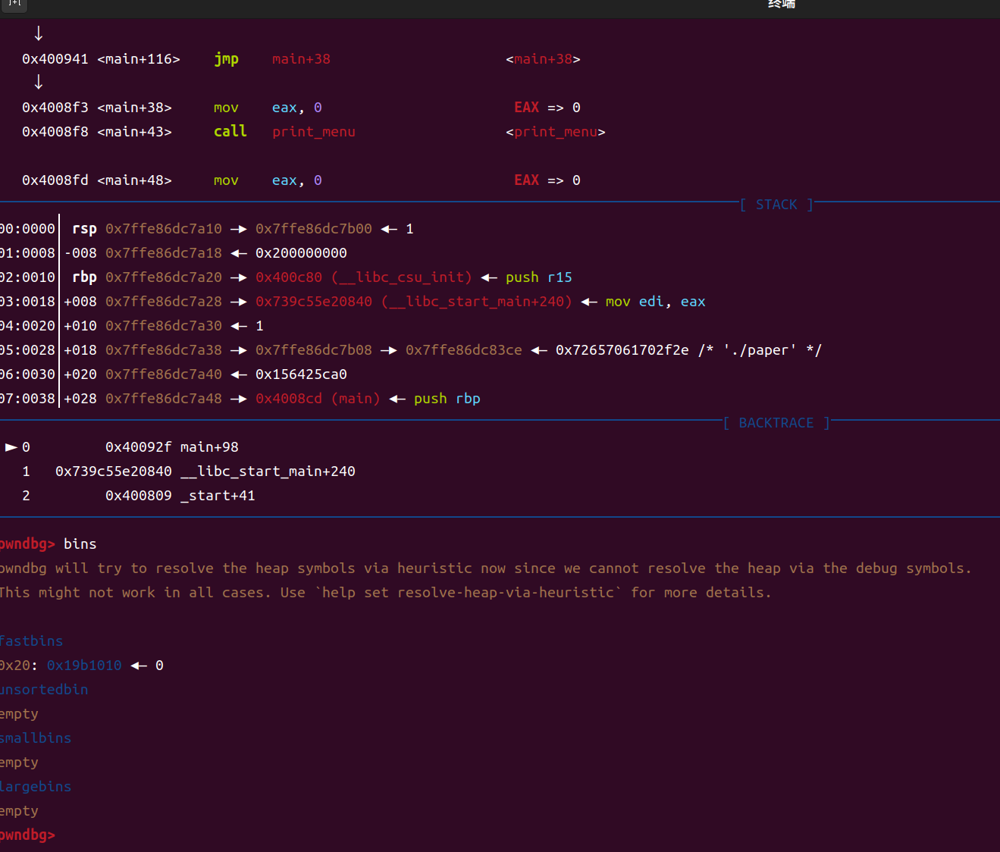 终端
↓
0x400941 <main+116>    jmp    main+38                     <main+38>
↓
0x4008f3 <main+38>     mov    eax, 0                       EAX => 0
0x4008f8 <main+43>     call   print_menu                  <print_menu>
0x4008fd <main+48>     mov    eax, 0                       EAX => 0
[ STACK ]
00:0000│ rsp 0x7ffe86dc7a10 —▸ 0x7ffe86dc7b00 ◂— 1
01:0008│-008 0x7ffe86dc7a18 ◂— 0x200000000
02:0010│ rbp 0x7ffe86dc7a20 —▸ 0x400c80 (__libc_csu_init) ◂— push r15
03:0018│+008 0x7ffe86dc7a28 —▸ 0x739c55e20840 (__libc_start_main+240) ◂— mov edi, eax
04:0020│+010 0x7ffe86dc7a30 ◂— 1
05:0028│+018 0x7ffe86dc7a38 —▸ 0x7ffe86dc7b08 —▸ 0x7ffe86dc83ce ◂— 0x72657061702f2e /* './paper' */
06:0030│+020 0x7ffe86dc7a40 ◂— 0x156425ca0
07:0038│+028 0x7ffe86dc7a48 —▸ 0x4008cd (main) ◂— push rbp
[ BACKTRACE ]
► 0         0x40092f main+98
1   0x739c55e20840 __libc_start_main+240
2         0x400809 _start+41
pwndbg> bins
pwndbg will try to resolve the heap symbols via heuristic now since we cannot resolve the heap via the debug symbols.
This might not work in all cases. Use `help set resolve-heap-via-heuristic` for more details.
fastbins
0x20: 0x19b1010 ◂— 0
unsortedbin
empty
smallbins
empty
largebins
empty
pwndbg>